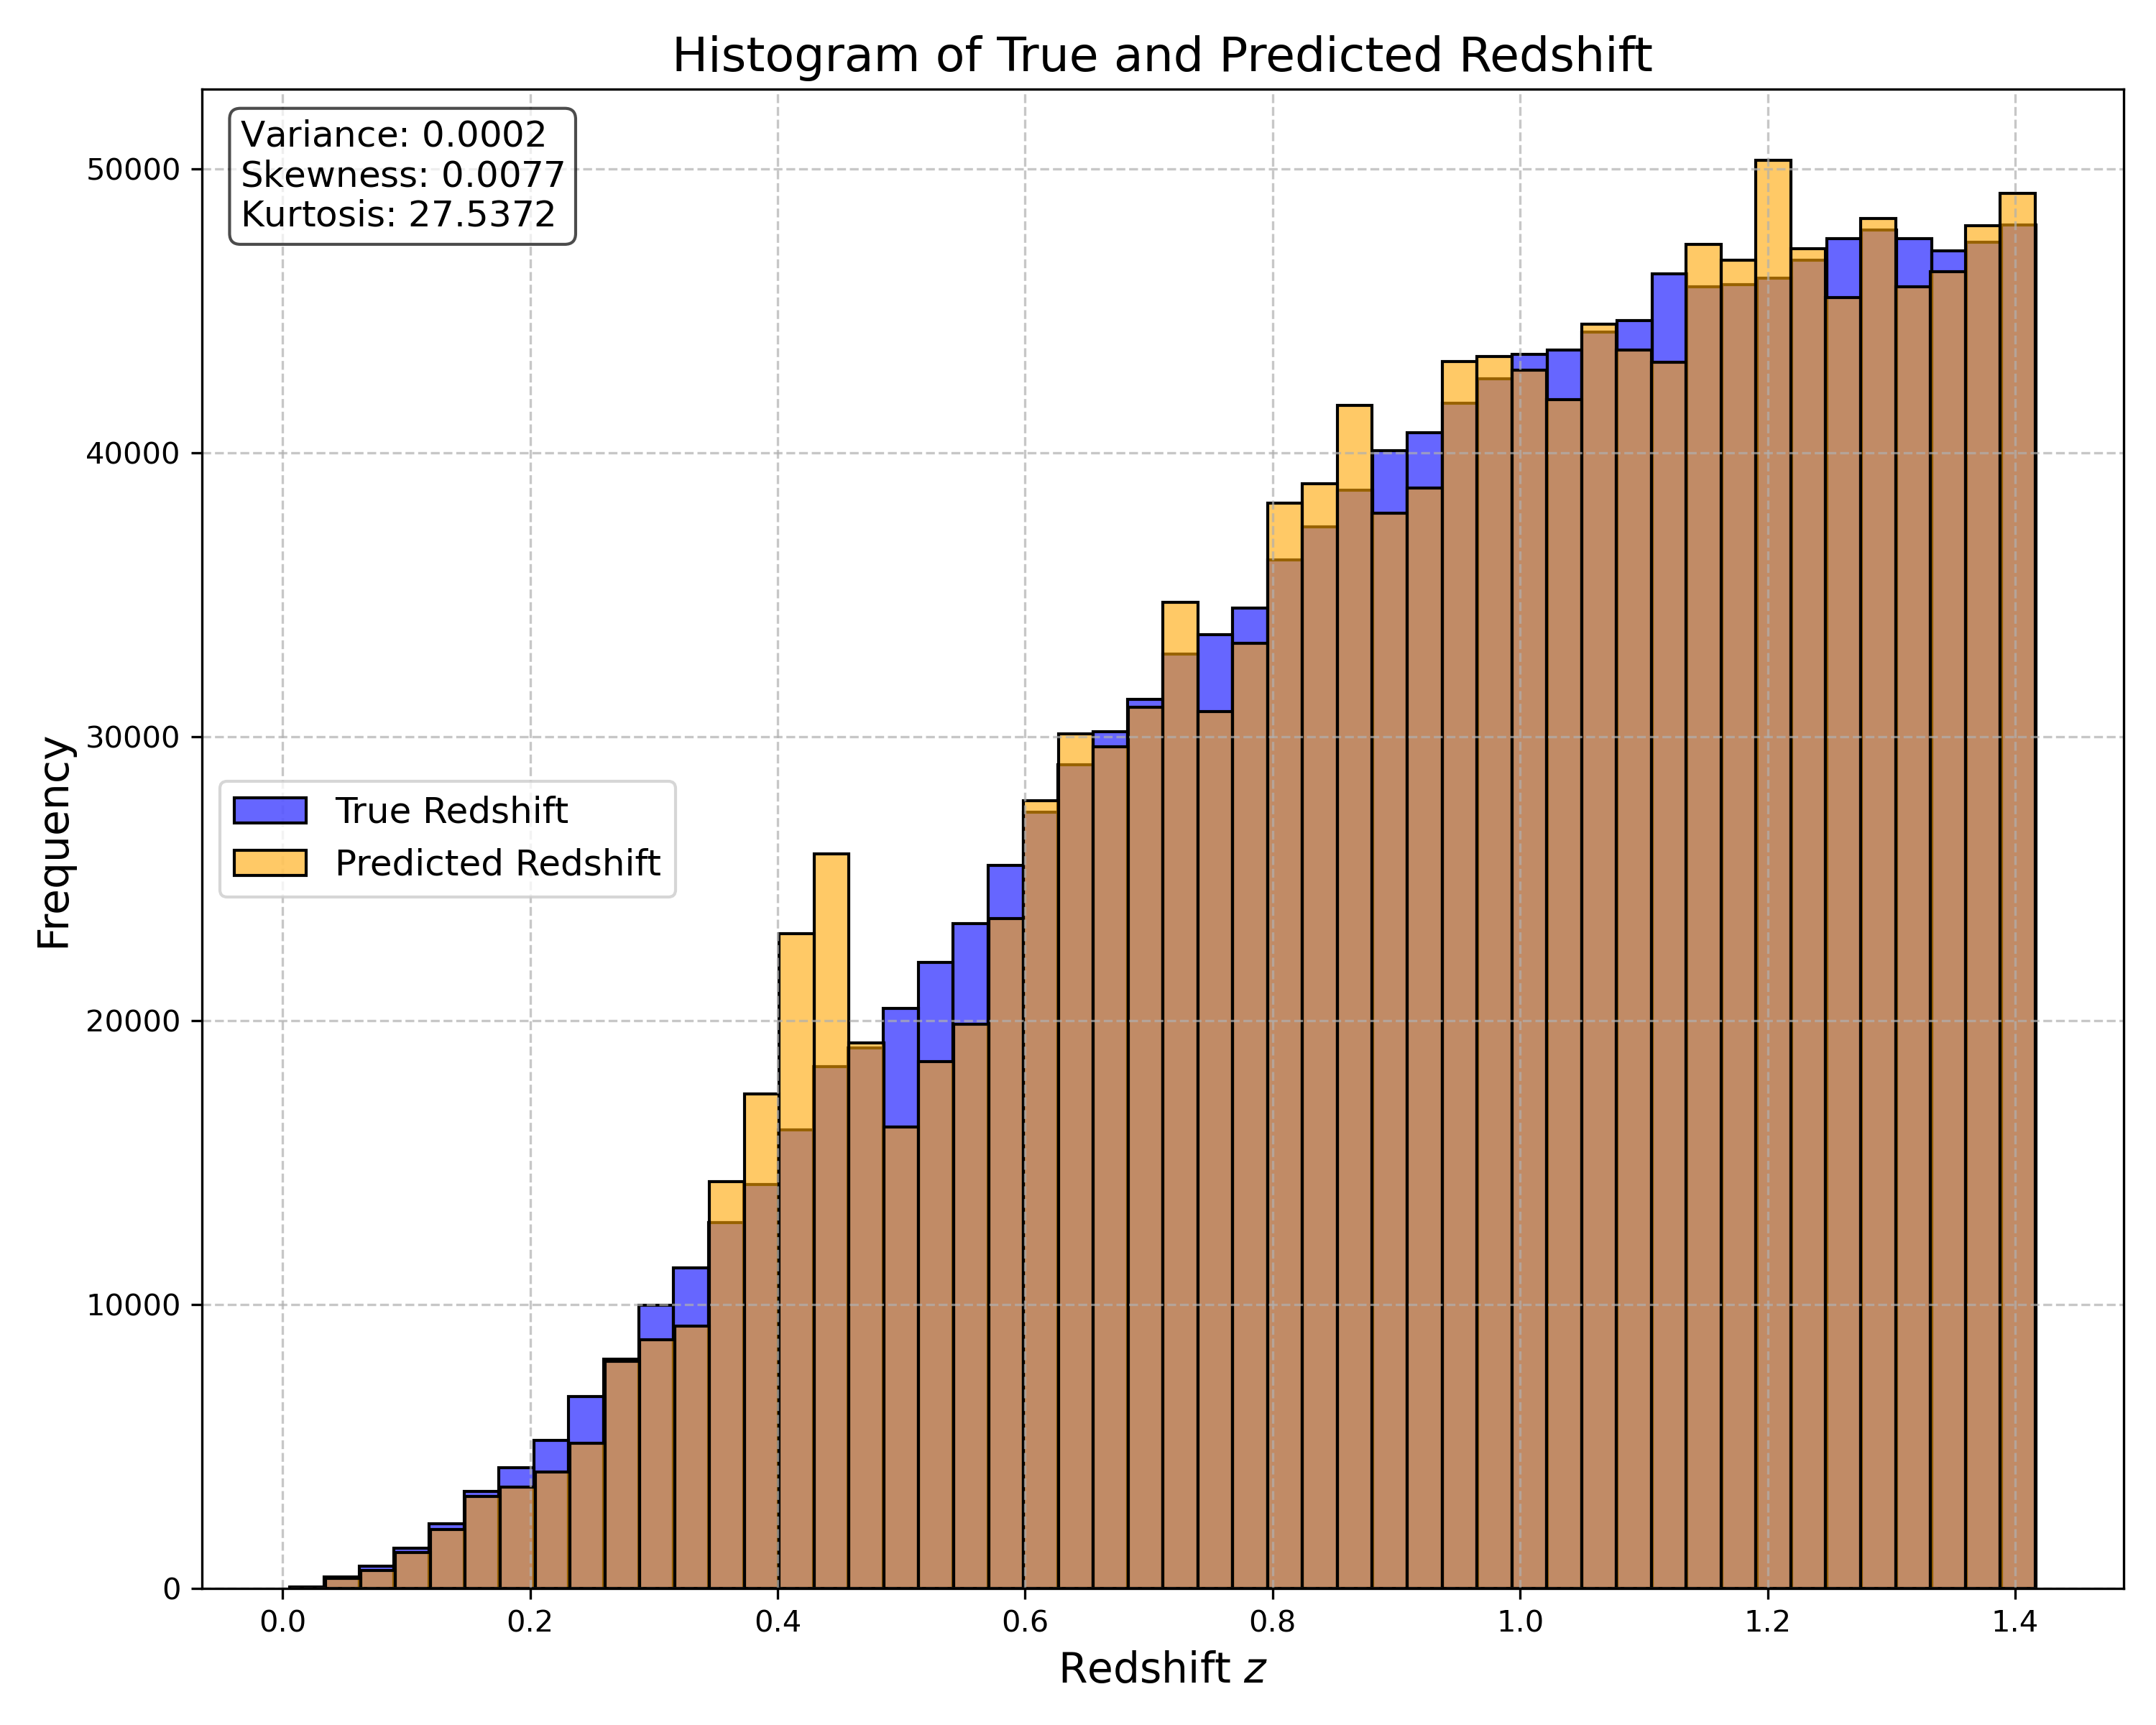 Histogram of True and Predicted Redshift
Variance: 0.0002
Skewness: 0.0077
Kurtosis: 27.5372
50000
40000
30000
20000
10000
0
Frequency
True Redshift
Predicted Redshift
0.0 0.2 0.4 0.6 0.8 1.0 1.2 1.4
Redshift z